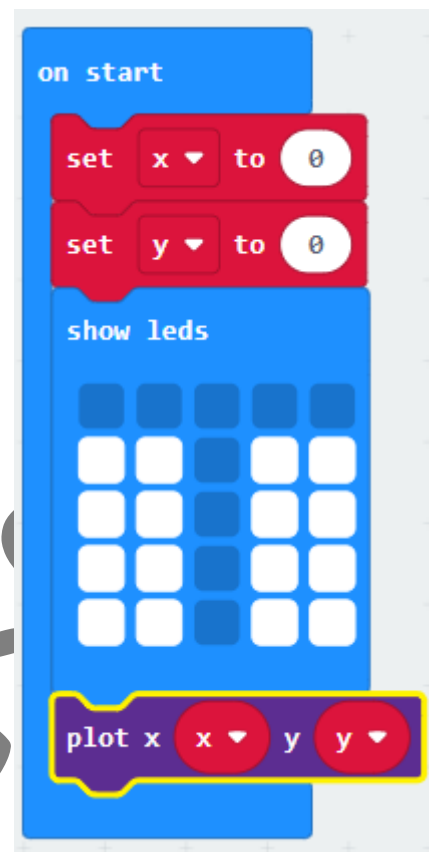 on start
set x to 0
set y to 0
show leds
plot x x y y